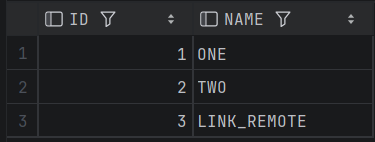 ID NAME
1 1 ONE
2 2 TWO
3 3 LINK_REMOTE